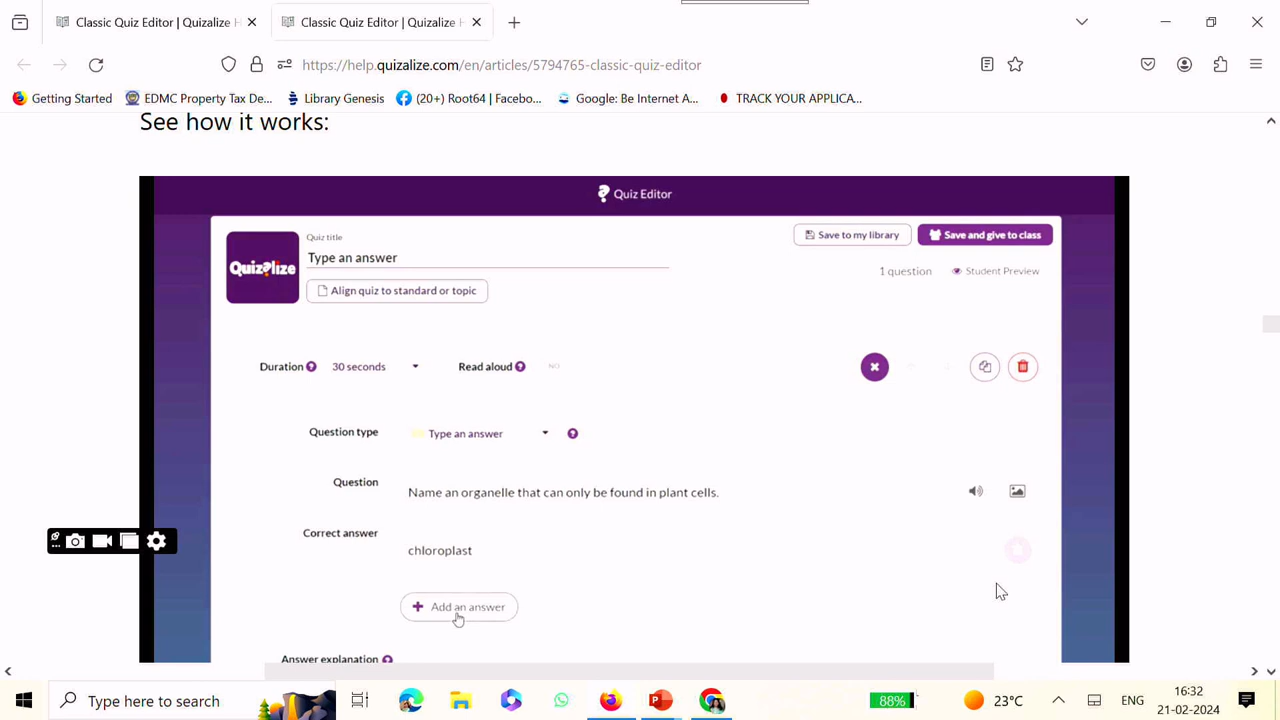 Classic Quiz Editor | Quizalize
Classic Quiz Editor | Quizalize
https://help.quizalize.com/en/articles/5794765-classic-quiz-editor
Getting Started
EDMC Property Tax De...
Library Genesis
(20+) Root64 | Facebo...
Google: Be Internet A...
TRACK YOUR APPLICA...
See how it works:
Quiz Editor
Quizalize
Quiz title
Type an answer
Align quiz to standard or topic
Save to my library
Save and give to class
1 question
Student Preview
Duration
30 seconds
Read aloud
NO
Question type
Type an answer
Question
Name an organelle that can only be found in plant cells.
Correct answer
chloroplast
Add an answer
Answer explanation
Type here to search
88%
23°C
ENG
16:32
21-02-2024